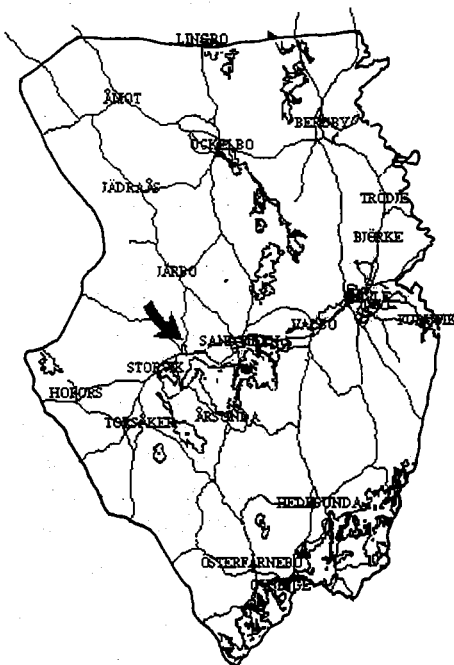 LINGBO
ÅMOT
BERGBY
OCKELBO
JÄDRAÅS
TRÖDJE
BJÖRKE
JÄRBO
VALBO
STORVIK
HOFORS
TORSÅKER
ÅRSUNDA
HEDESUNDA
ÖSTERFÄRNEBO